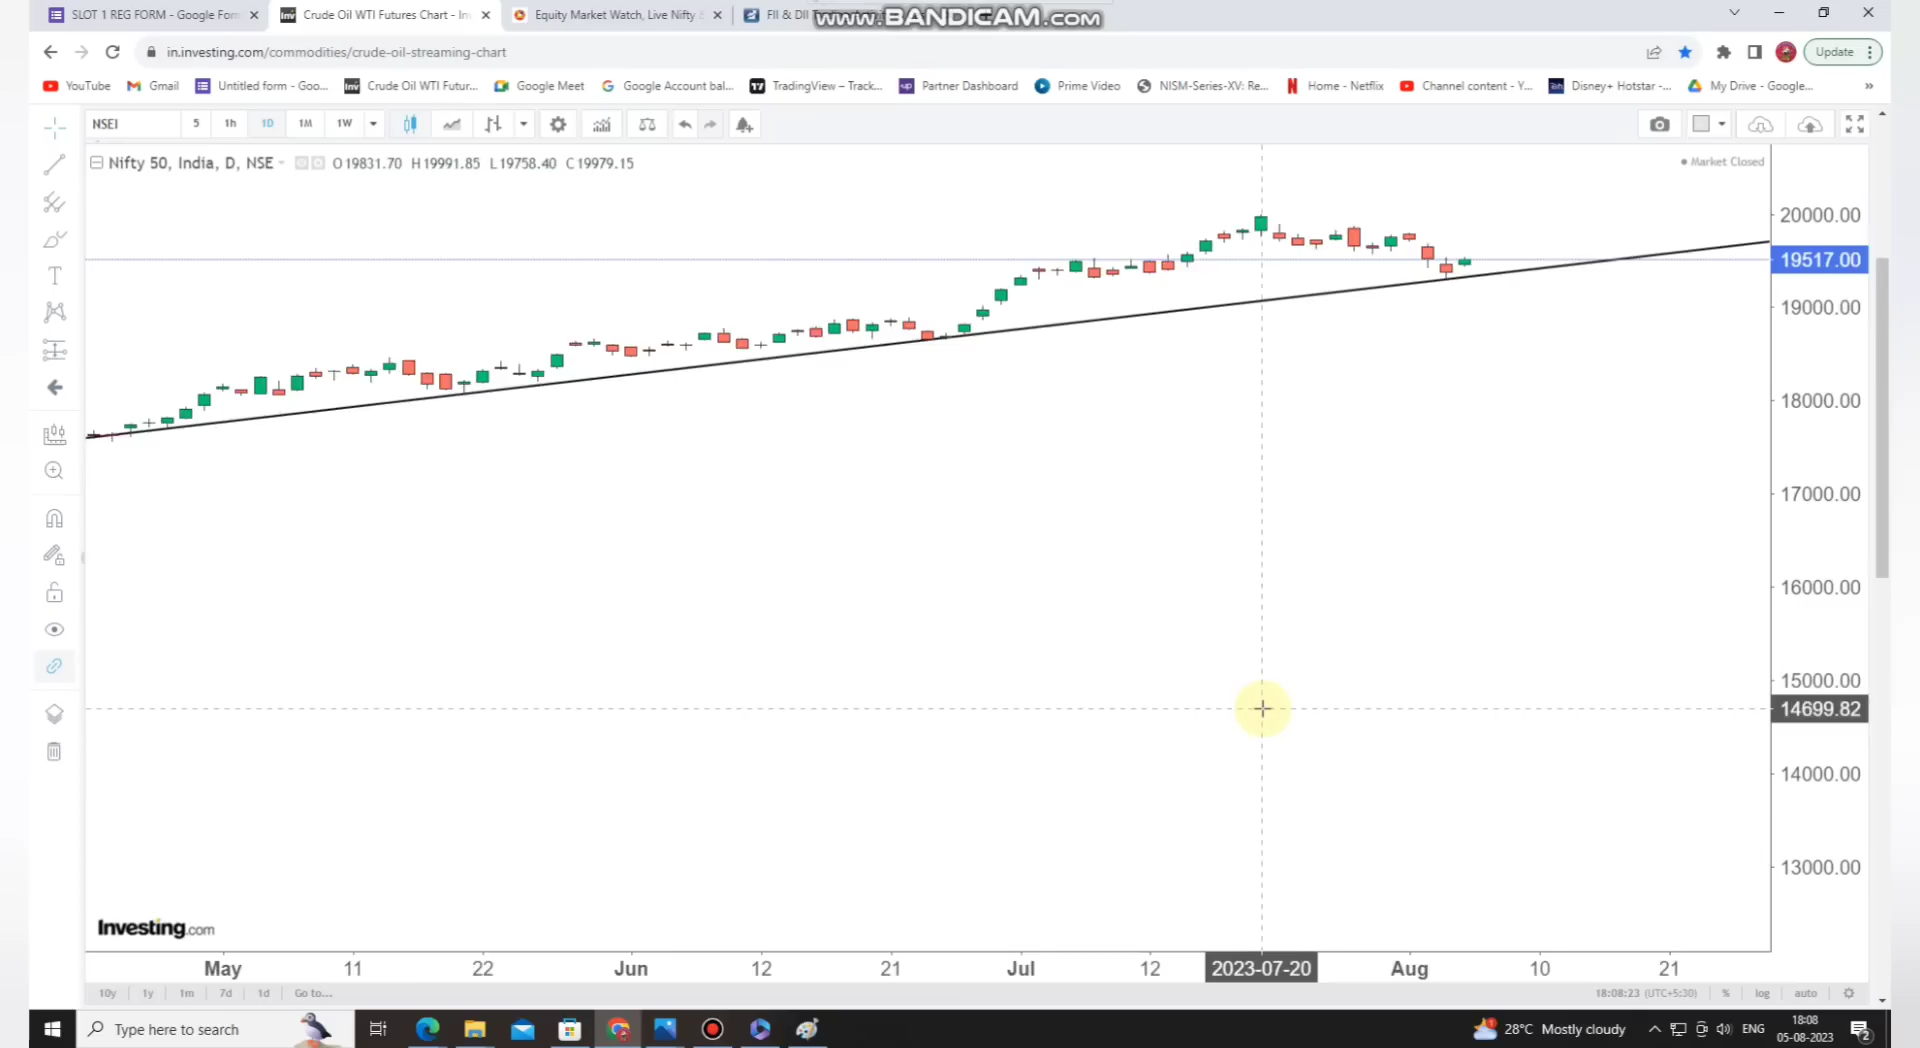 SLOT 1 REG FORM - Google Form
Crude Oil WTI Futures Chart - In
Equity Market Watch, Live Nifty
FII & DII
www.BANDICAM.com
in.investing.com/commodities/crude-oil-streaming-chart
Update
YouTube
Gmail
Untitled form - Goo...
Crude Oil WTI Futur...
Google Meet
Google Account bal...
TradingView – Track...
Partner Dashboard
Prime Video
NISM-Series-XV: Re...
Home - Netflix
Channel content - Y...
Disney+ Hotstar -...
My Drive - Google...
»
NSEI 5 1h 1D 1M 1W
Nifty 50, India, D, NSE O19831.70 H19991.85 L19758.40 C19979.15
Market Closed
20000.00
19517.00
19000.00
18000.00
17000.00
16000.00
15000.00
14699.82
14000.00
13000.00
Investing.com
May 11 22 Jun 12 21 Jul 12 2023-07-20 Aug 10 21
10y 1y 1m 7d 1d Go to...
18:08:23 (UTC+5:30) % log auto
Type here to search
28°C Mostly cloudy
ENG
18:08
05-08-2023
2